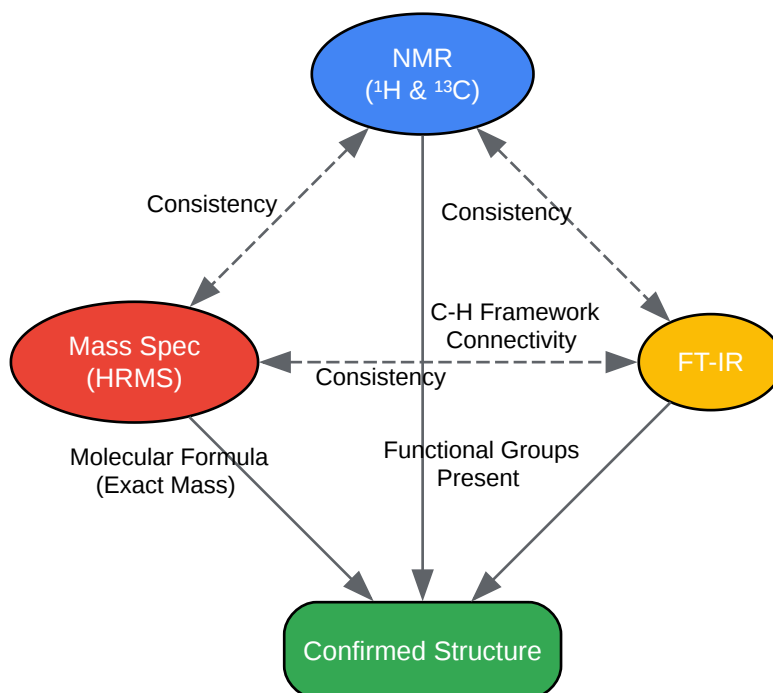 NMR
(¹H & ¹³C)
Consistency
Consistency
C-H Framework
Connectivity
Mass Spec
(HRMS)
Consistency
FT-IR
Molecular Formula
(Exact Mass)
Functional Groups
Present
Confirmed Structure